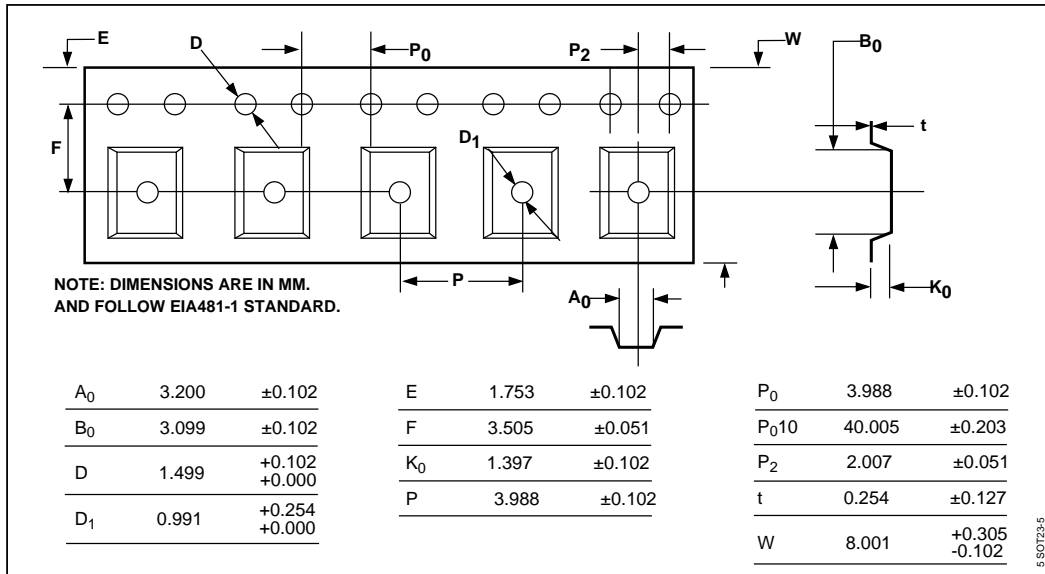 E
D
P0
P2
W
B0
t
F
D1
NOTE: DIMENSIONS ARE IN MM.
AND FOLLOW EIA481-1 STANDARD.
P
A0
K0
A0 3.200 ±0.102
B0 3.099 ±0.102
D 1.499 +0.102
+0.000
D1 0.991 +0.254
+0.000
E 1.753 ±0.102
F 3.505 ±0.051
K0 1.397 ±0.102
P 3.988 ±0.102
P0 3.988 ±0.102
P010 40.005 ±0.203
P2 2.007 ±0.051
t 0.254 ±0.127
W 8.001 +0.305
-0.102
5 SOT23-5